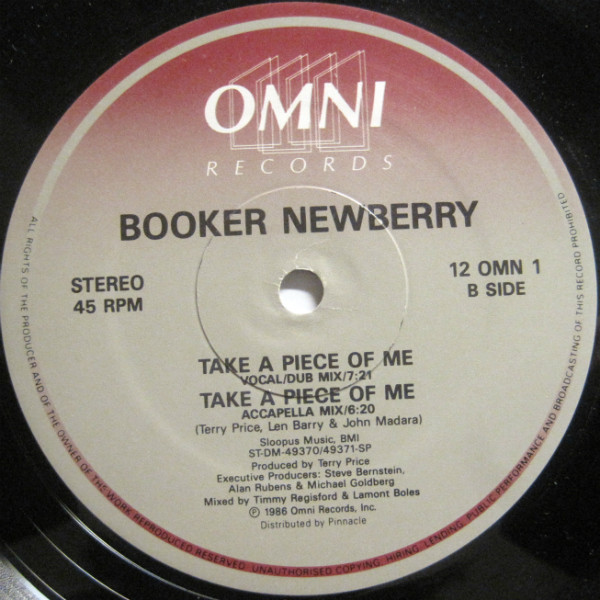 OMNI
RECORDS
BOOKER NEWBERRY
STEREO
45 RPM
12 OMN 1
B SIDE
TAKE A PIECE OF ME
VOCAL/DUB MIX/7:21
TAKE A PIECE OF ME
ACCAPELLA MIX/6:20
(Terry Price, Len Barry & John Madara)
Sloopus Music, BMI
ST-DM-49370/49371-SP
Produced by Terry Price
Executive Producers: Steve Bernstein,
Alan Rubens & Michael Goldberg
Mixed by Timmy Regisford & Lamont Boles
℗ 1986 Omni Records, Inc.
Distributed by Pinnacle
ALL RIGHTS OF THE PRODUCER AND OF THE OWNER OF THE WORK REPRODUCED RESERVED. UNAUTHORISED COPYING, HIRING, LENDING, PUBLIC PERFORMANCE AND BROADCASTING OF THIS RECORD PROHIBITED